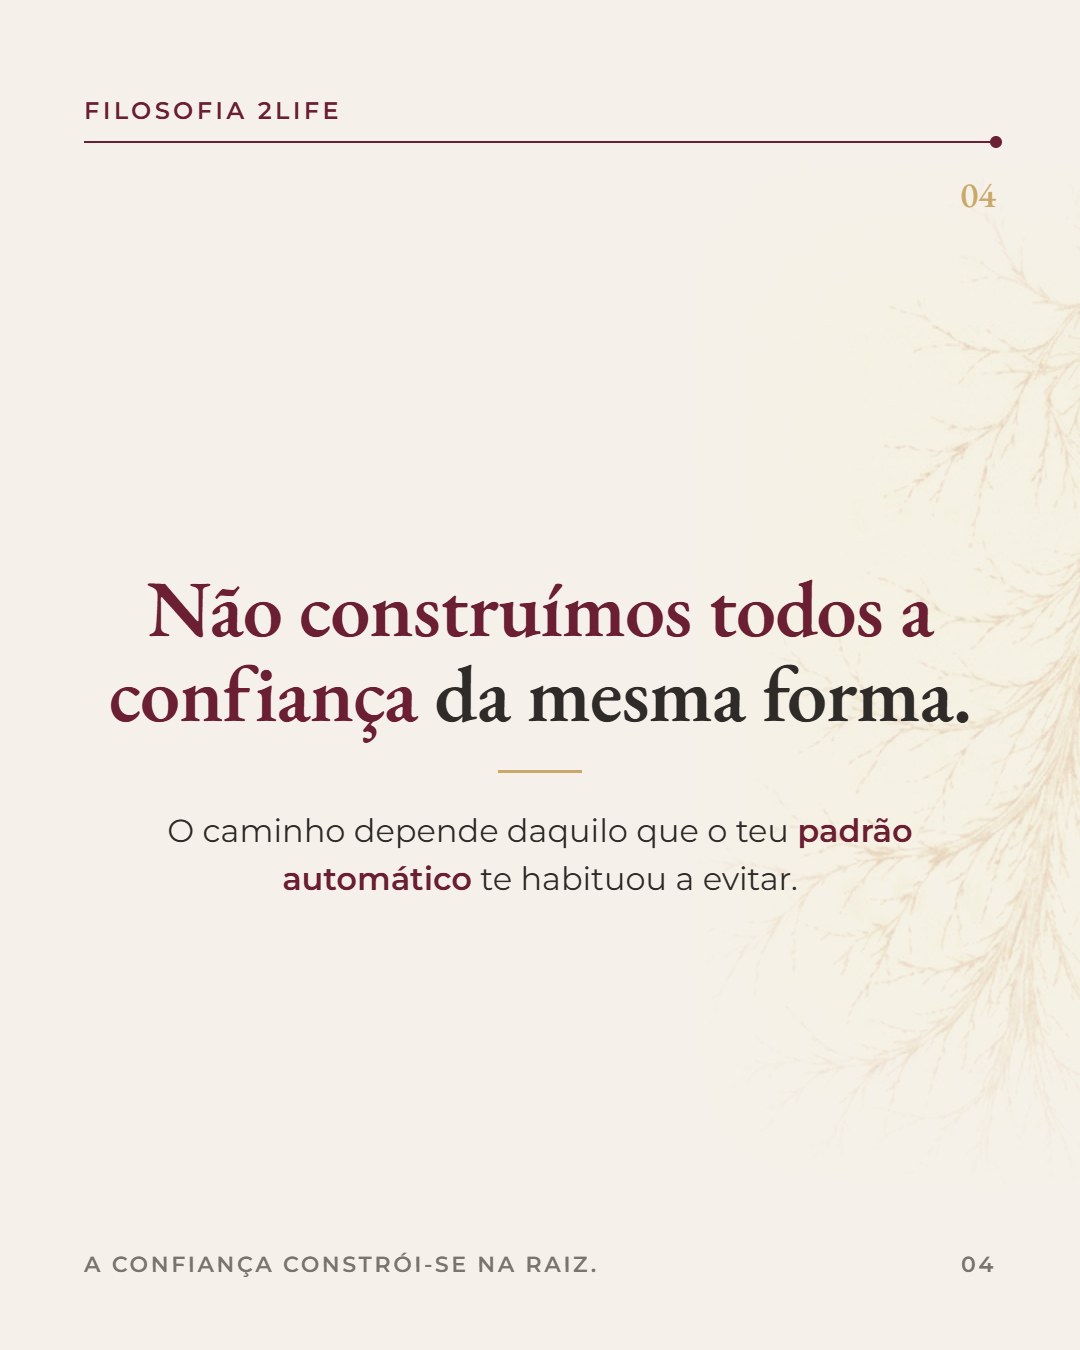 FILOSOFIA 2LIFE
04
Não construímos todos a
confiança da mesma forma.
O caminho depende daquilo que o teu padrão
automático te habituou a evitar.
A CONFIANÇA CONSTRÓI-SE NA RAIZ.
04